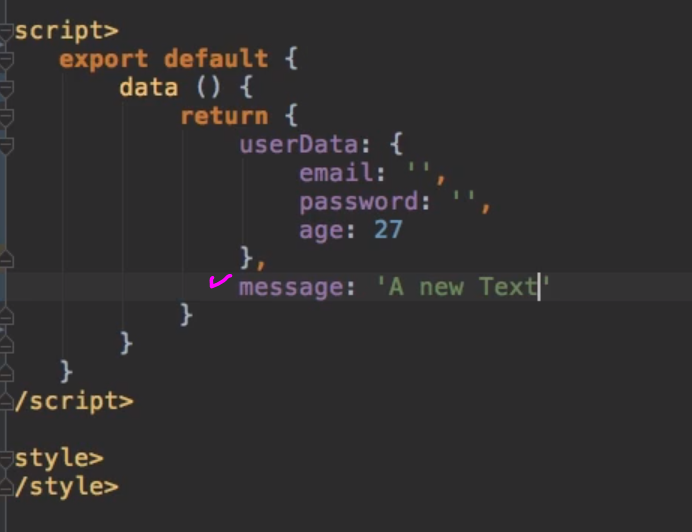 script>
export default {
data () {
return {
userData: {
email: '',
password: '',
age: 27
},
message: 'A new Text'
}
}
}
/script>
style>
/style>